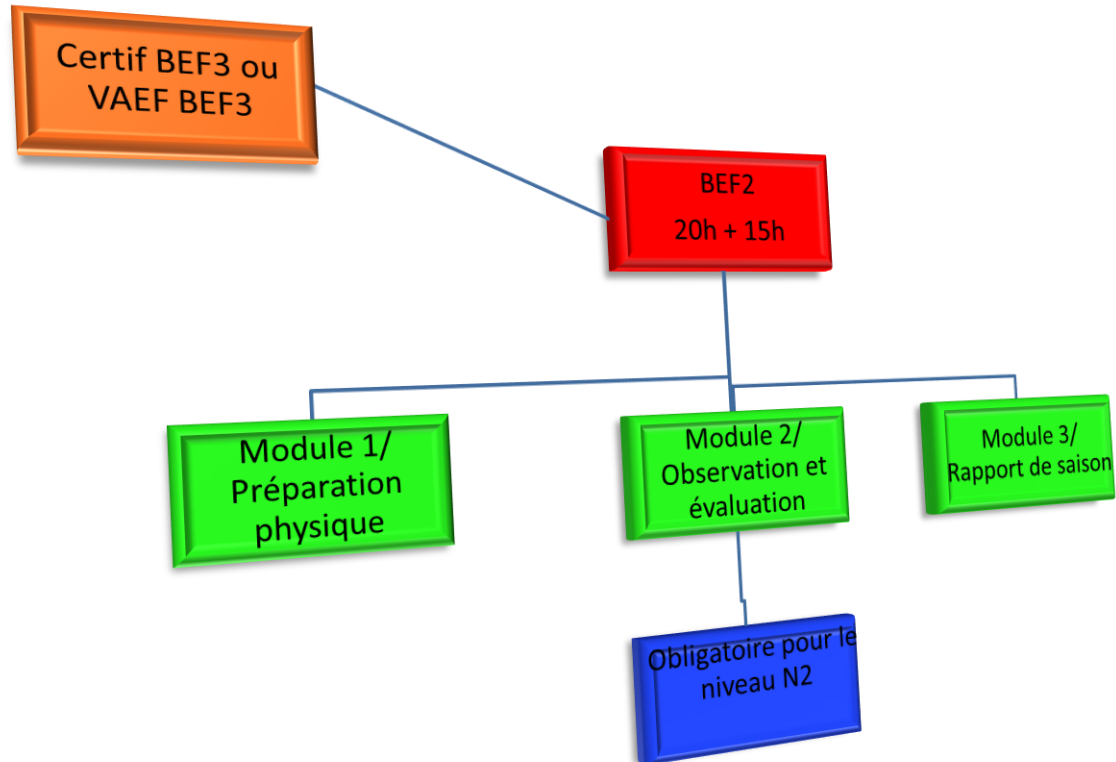 Certif BEF3 ou
VAEF BEF3
BEF2
20h + 15h
Module 1/
Préparation
physique
Module 2/
Observation et
évaluation
Module 3/
Rapport de saison
Obligatoire pour le
niveau N2